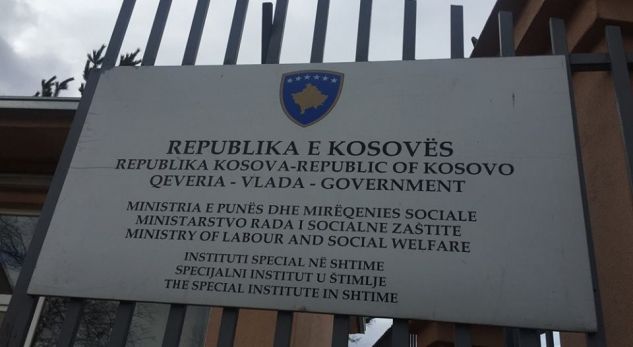 REPUBLIKA E KOSOVËS
REPUBLIKA KOSOVA-REPUBLIC OF KOSOVO
QEVERIA - VLADA - GOVERNMENT
MINISTRIA E PUNËS DHE MIRËQENIES SOCIALE
MINISTARSTVO RADA I SOCIALNE ZAŠTITE
MINISTRY OF LABOUR AND SOCIAL WELFARE
INSTITUTI SPECIAL NË SHTIME
SPECIJALNI INSTITUT U ŠTIMLJE
THE SPECIAL INSTITUTE IN SHTIME